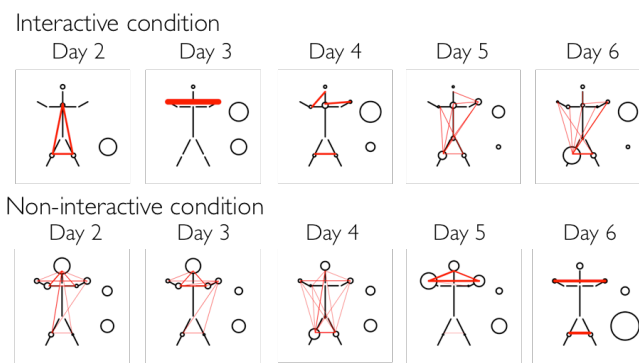 Interactive condition
Day 2 Day 3 Day 4 Day 5 Day 6
Non-interactive condition
Day 2 Day 3 Day 4 Day 5 Day 6